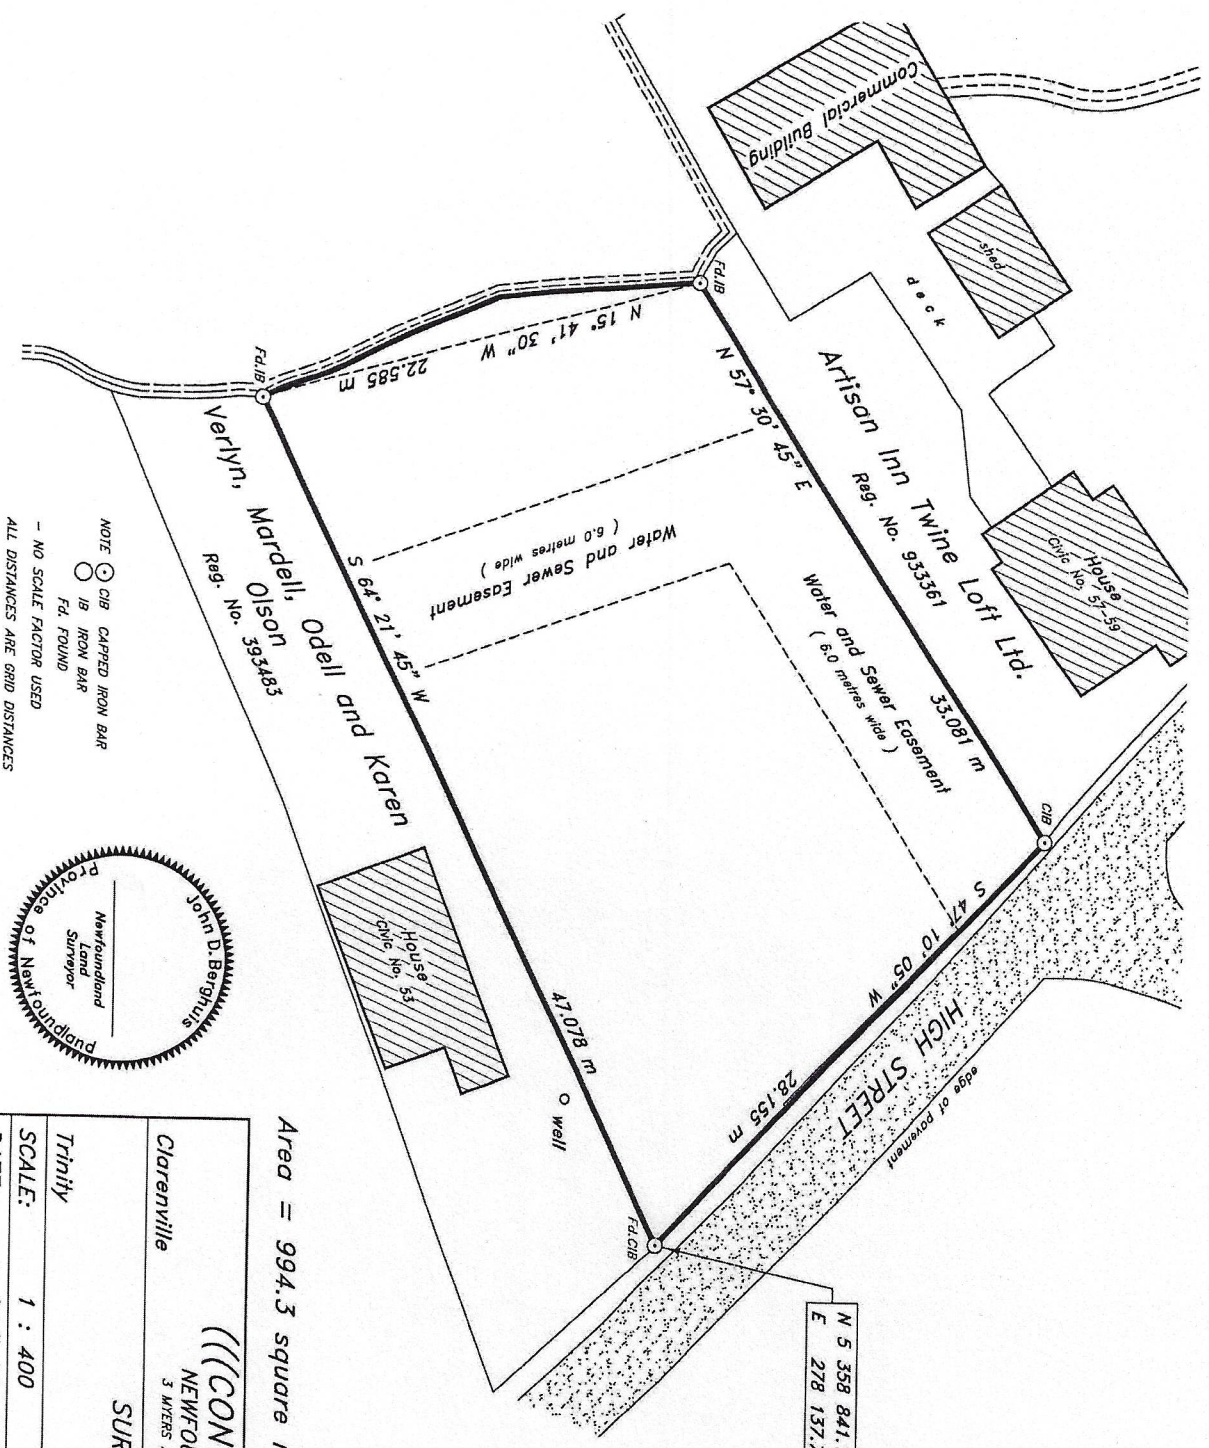 Commercial Building
shed
deck
House
Civic No. 57-59
Artisan Inn Twine Loft Ltd.
Reg. No. 933361
Fd.IB
N 57° 30' 45" E
33.081 m
CIB
N 15° 41' 30" W
22.585 m
Water and Sewer Easement
( 6.0 metres wide )
Water and Sewer Easement
( 6.0 metres wide )
S 47° 10' 05" W
28.155 m
HIGH STREET
edge of pavement
Fd.IB
S 64° 21' 45" W
47.078 m
Fd.CIB
Verlyn, Mardell, Odell and Karen
Olson
Reg. No. 393483
House
Civic No. 53
well
N 5 358 841.
E 278 137.
NOTE CIB CAPPED IRON BAR
IB IRON BAR
Fd. FOUND
- NO SCALE FACTOR USED
ALL DISTANCES ARE GRID DISTANCES
John D. Berghuis
Newfoundland
Land
Surveyor
Province of Newfoundland
Area = 994.3 square
(((CON
NEWFOU
3 MYERS
Clarenville
SUR
Trinity
SCALE: 1 : 400